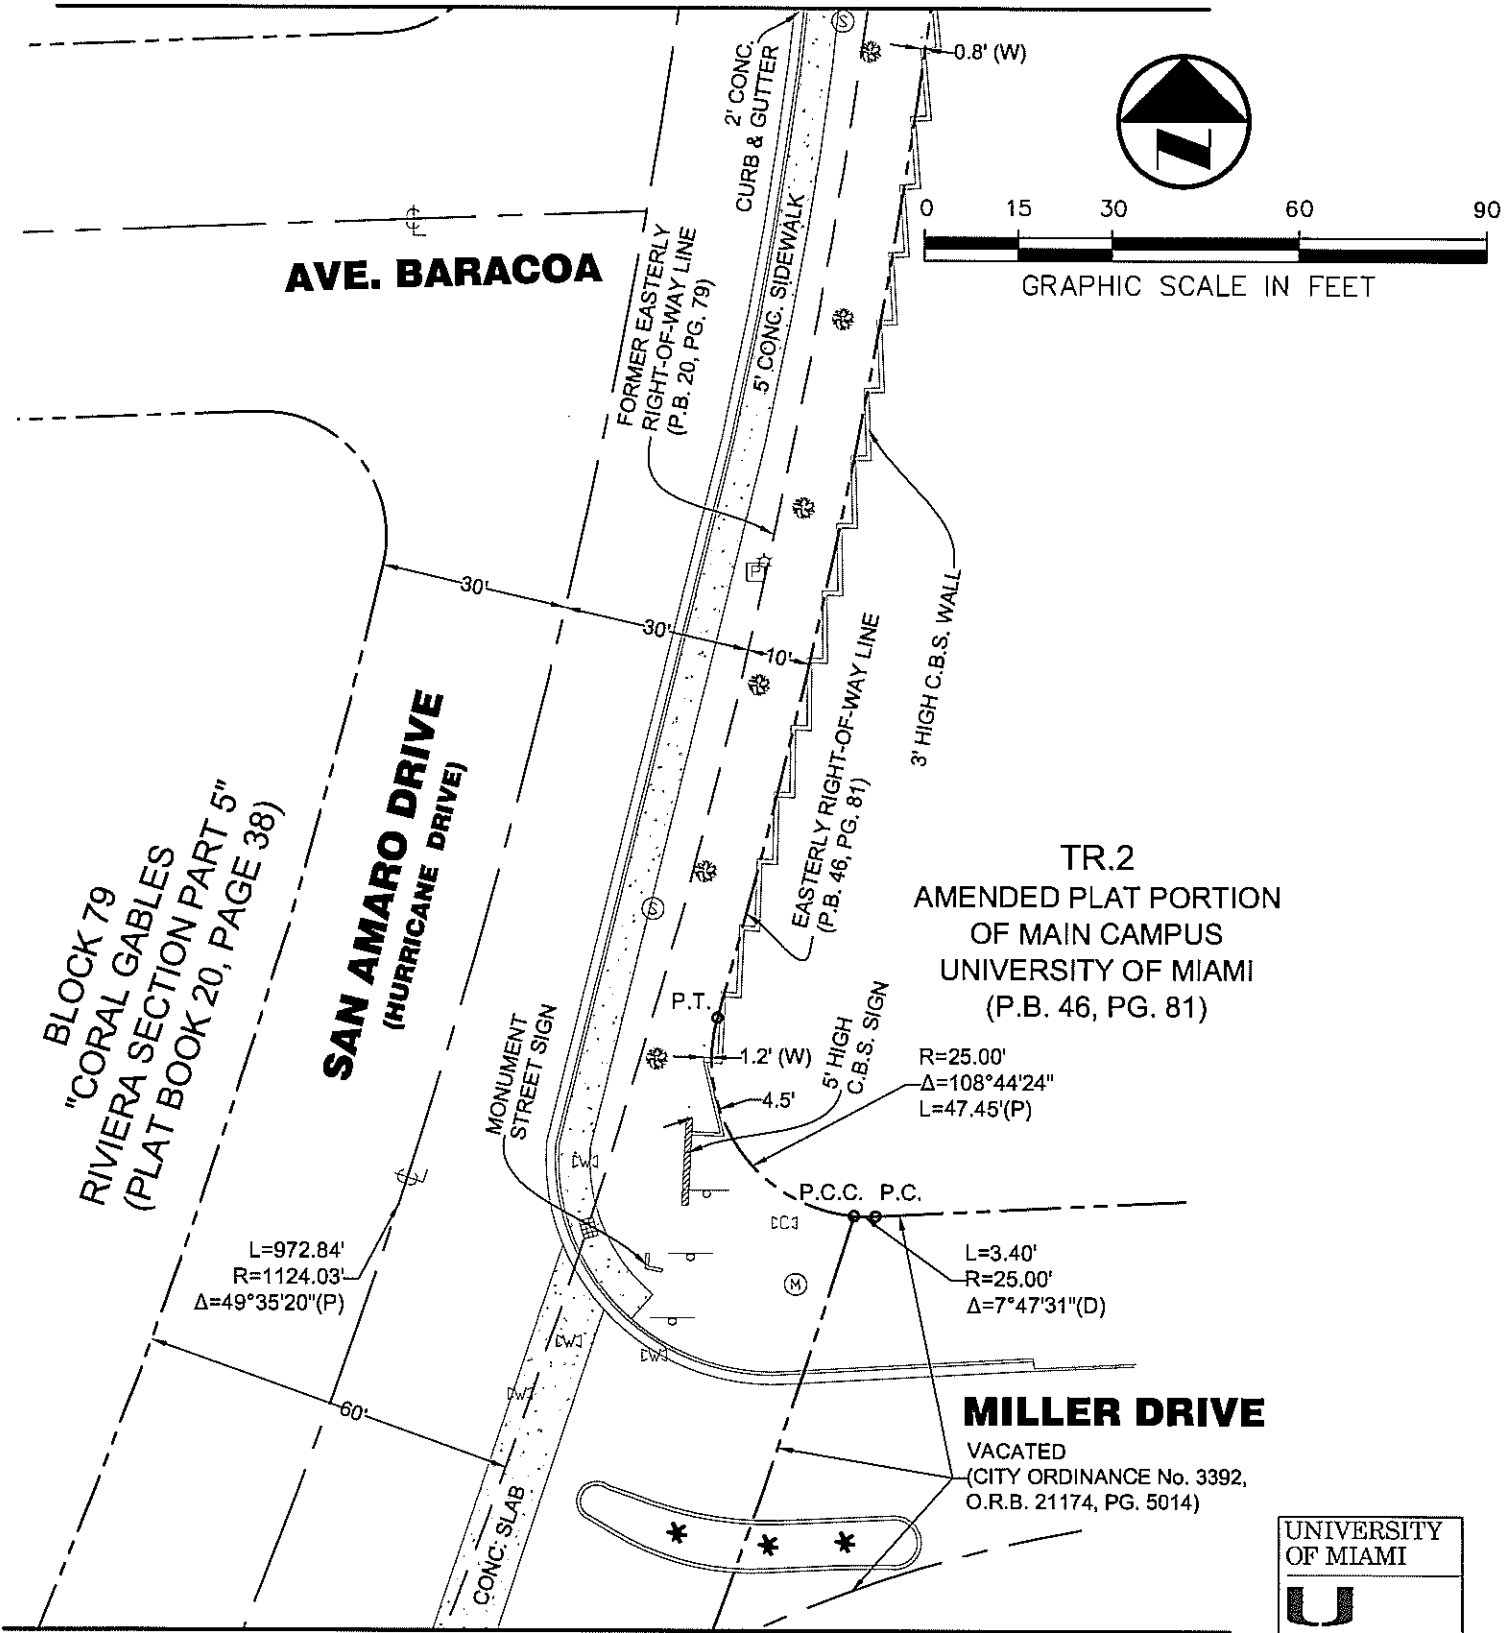 2' CONC.
CURB & GUTTER
S
0.8' (W)
N
0 15 30 60 90
GRAPHIC SCALE IN FEET
AVE. BARACOA
FORMER EASTERLY
RIGHT-OF-WAY LINE
(P.B. 20, PG. 79)
5' CONC. SIDEWALK
P
30'
30'
10'
3' HIGH C.B.S. WALL
EASTERLY RIGHT-OF-WAY LINE
(P.B. 46, PG. 81)
SAN AMARO DRIVE
(HURRICANE DRIVE)
BLOCK 79
"CORAL GABLES
RIVIERA SECTION PART 5"
(PLAT BOOK 20, PAGE 38)
TR.2
AMENDED PLAT PORTION
OF MAIN CAMPUS
UNIVERSITY OF MIAMI
(P.B. 46, PG. 81)
S
P.T.
1.2' (W)
4.5'
5' HIGH
C.B.S. SIGN
MONUMENT
STREET SIGN
R=25.00'
Δ=108°44'24"
L=47.45'(P)
W
P.C.C. P.C.
C
M
L=972.84'
R=1124.03'
Δ=49°35'20"(P)
L=3.40'
R=25.00'
Δ=7°47'31"(D)
W
W
W
60'
CONC. SLAB
MILLER DRIVE
VACATED
(CITY ORDINANCE No. 3392,
O.R.B. 21174, PG. 5014)
UNIVERSITY
OF MIAMI
U